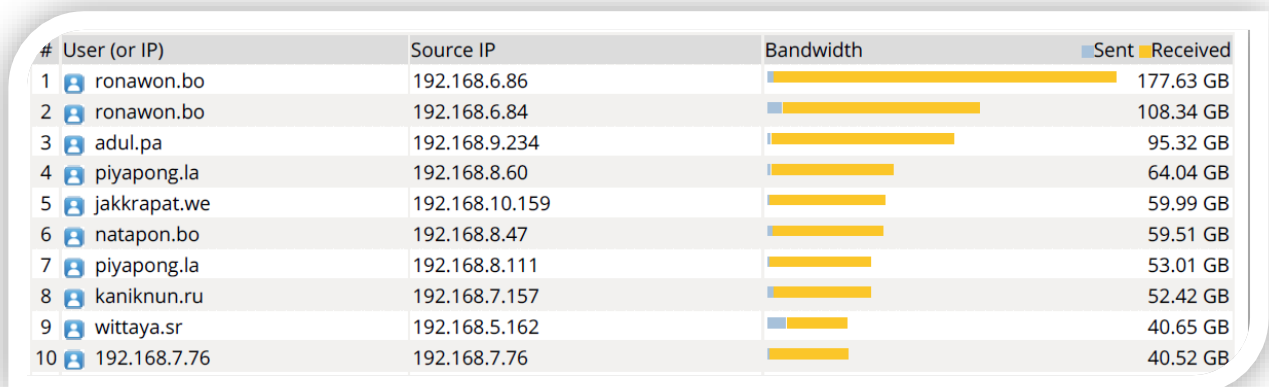 # User (or IP) Source IP Bandwidth Sent Received
1 ronawon.bo 192.168.6.86 177.63 GB
2 ronawon.bo 192.168.6.84 108.34 GB
3 adul.pa 192.168.9.234 95.32 GB
4 piyapong.la 192.168.8.60 64.04 GB
5 jakkrapat.we 192.168.10.159 59.99 GB
6 natapon.bo 192.168.8.47 59.51 GB
7 piyapong.la 192.168.8.111 53.01 GB
8 kaniknun.ru 192.168.7.157 52.42 GB
9 wittaya.sr 192.168.5.162 40.65 GB
10 192.168.7.76 192.168.7.76 40.52 GB